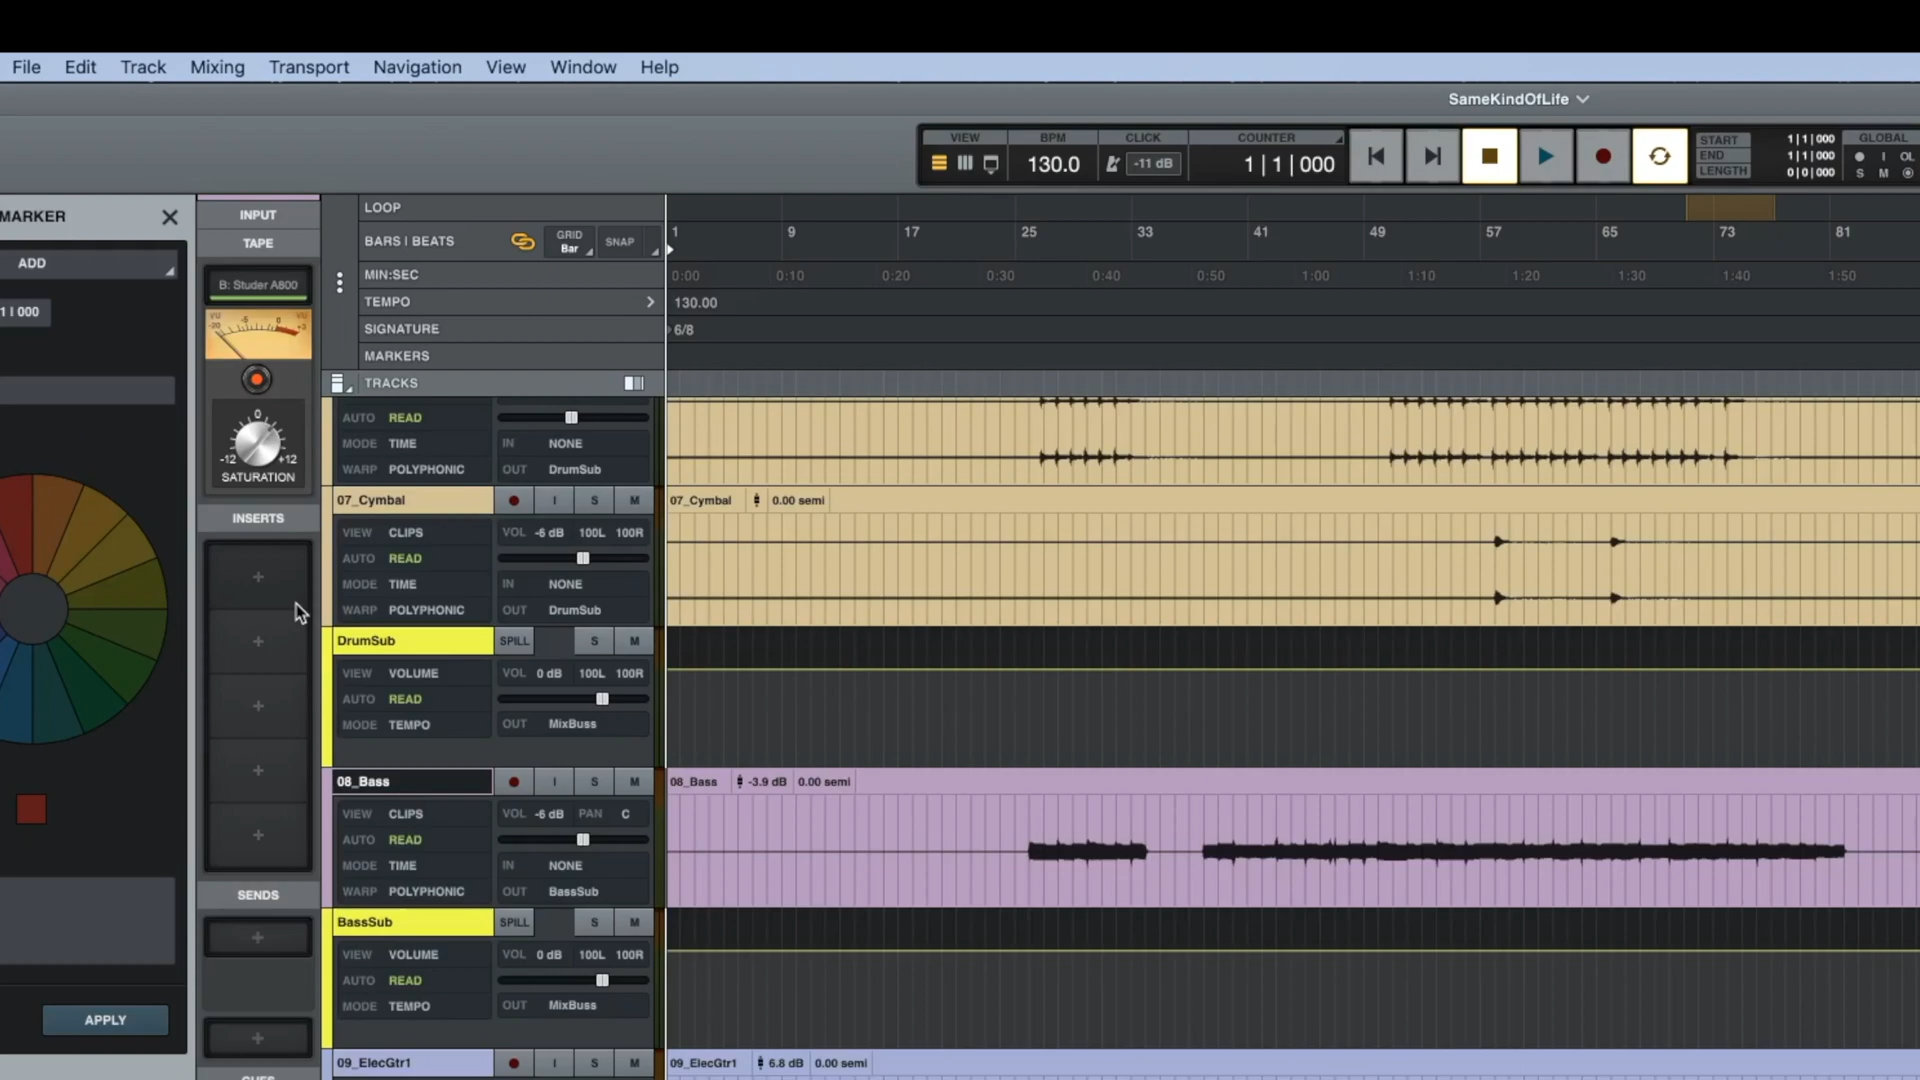 File Edit Track Mixing Transport Navigation View Window Help
SameKindOfLife
VIEW BPM CLICK COUNTER START 1|1|000 GLOBAL
130.0 -11 dB 1|1|000 END 1|1|000 I OL
LENGTH 0|0|000 S M
MARKER INPUT LOOP
TAPE BARS | BEATS GRID Bar SNAP 1 9 17 25 33 41 49 57 65 73 81
ADD
MIN:SEC 0:00 0:10 0:20 0:30 0:40 0:50 1:00 1:10 1:20 1:30 1:40 1:50
B: Studer A800
TEMPO 130.00
1 | 000
VU -20 -5 0 +3 VU
SIGNATURE 6/8
MARKERS
TRACKS
0
-12 +12
SATURATION
AUTO READ
MODE TIME IN NONE
WARP POLYPHONIC OUT DrumSub
INSERTS
07_Cymbal I S M 07_Cymbal 0.00 semi
VIEW CLIPS VOL -6 dB 100L 100R
AUTO READ
MODE TIME IN NONE
WARP POLYPHONIC OUT DrumSub
DrumSub SPILL S M
VIEW VOLUME VOL 0 dB 100L 100R
AUTO READ
MODE TEMPO OUT MixBuss
08_Bass I S M 08_Bass -3.9 dB 0.00 semi
VIEW CLIPS VOL -6 dB PAN C
AUTO READ
MODE TIME IN NONE
WARP POLYPHONIC OUT BassSub
SENDS
BassSub SPILL S M
VIEW VOLUME VOL 0 dB 100L 100R
AUTO READ
MODE TEMPO OUT MixBuss
APPLY
09_ElecGtr1 I S M 09_ElecGtr1 6.8 dB 0.00 semi